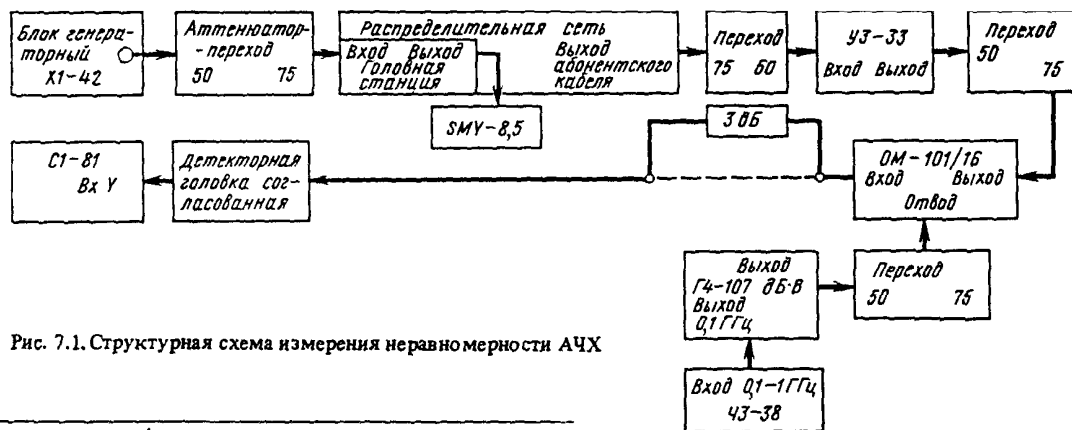 Блок генера-
торный
Х1-42
Аттенюатор-
-переход
50 75
Распределительная сеть
Вход Выход
Головная
станция
Выход
абонентского
кабеля
Переход
75 60
У3-33
Вход Выход
Переход
50
75
SMY-8,5
3 дБ
С1-81
Вх Y
Детекторная
головка сог-
ласованная
ОМ-101/16
Вход Выход
Отвод
Выход
Г4-107 дБ·В
Выход
0,1 ГГц
Переход
50 75
Вход 0,1-1 ГГц
Ч3-38
Рис. 7.1. Структурная схема измерения неравномерности АЧХ